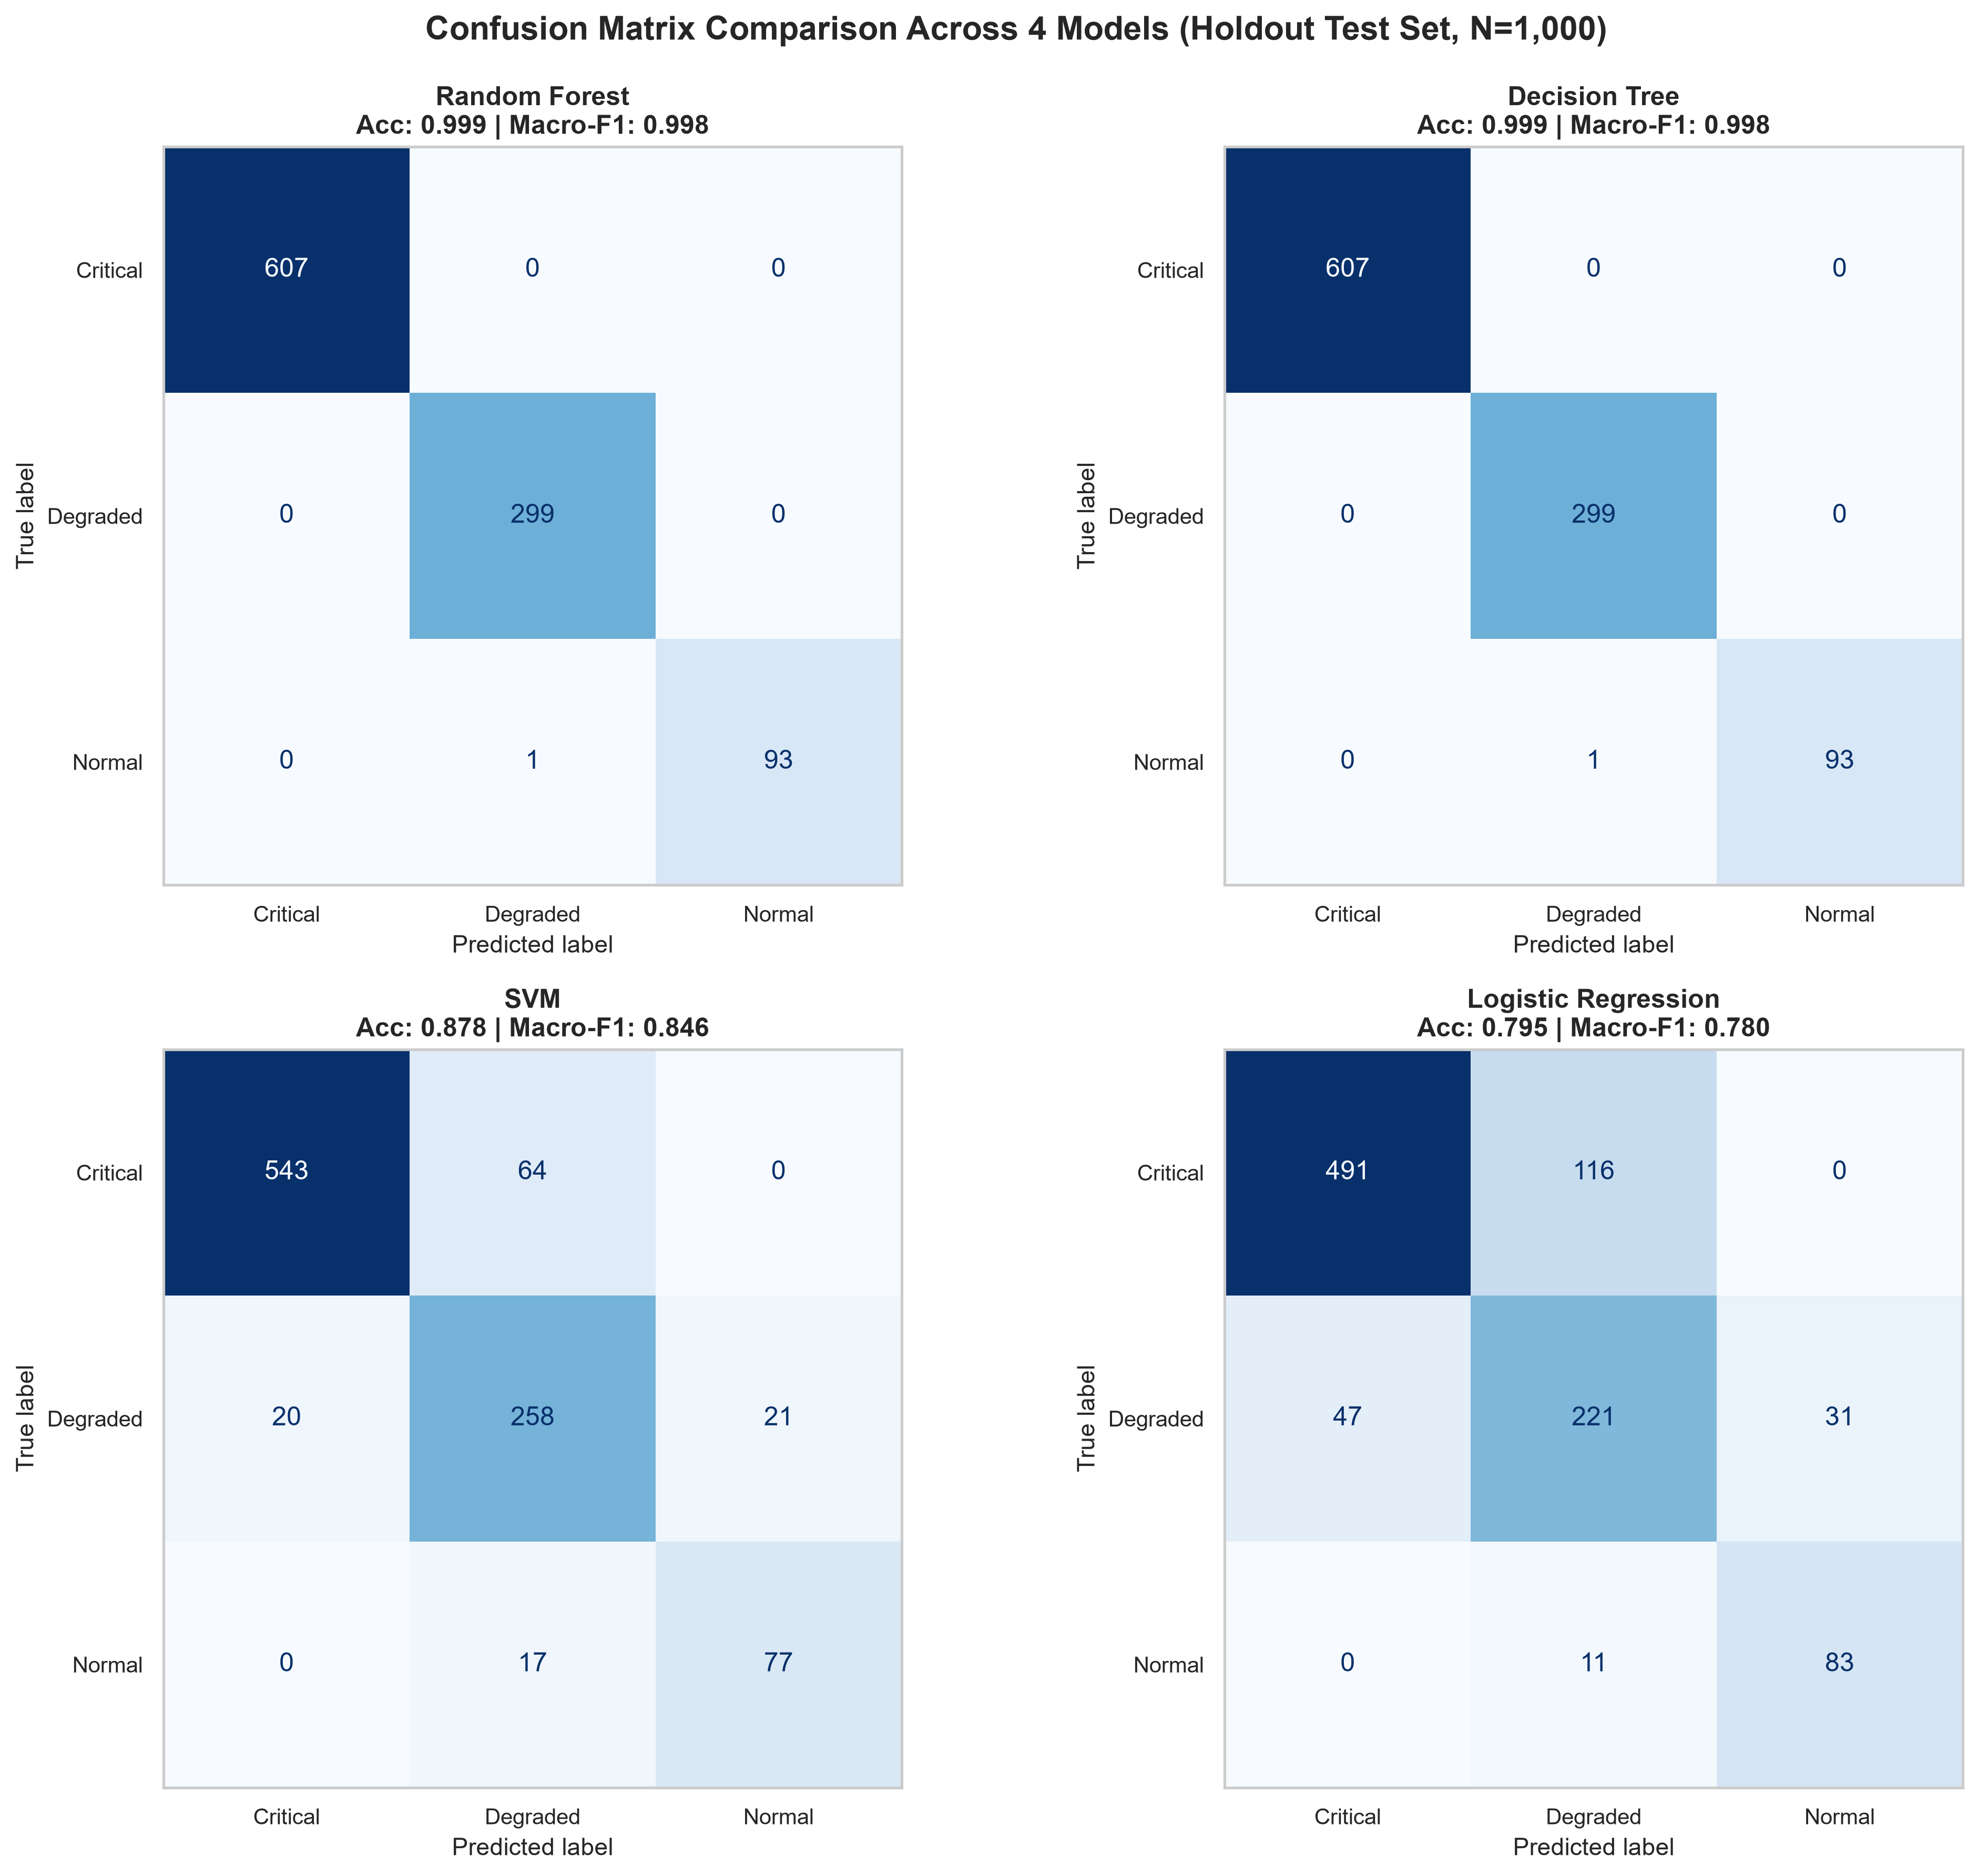 Confusion Matrix Comparison Across 4 Models (Holdout Test Set, N=1,000)
Random Forest
Acc: 0.999 | Macro-F1: 0.998
True label
Critical
607 0 0
Degraded
0 299 0
Normal
0 1 93
Critical Degraded Normal
Predicted label
Decision Tree
Acc: 0.999 | Macro-F1: 0.998
True label
Critical
607 0 0
Degraded
0 299 0
Normal
0 1 93
Critical Degraded Normal
Predicted label
SVM
Acc: 0.878 | Macro-F1: 0.846
True label
Critical
543 64 0
Degraded
20 258 21
Normal
0 17 77
Critical Degraded Normal
Predicted label
Logistic Regression
Acc: 0.795 | Macro-F1: 0.780
True label
Critical
491 116 0
Degraded
47 221 31
Normal
0 11 83
Critical Degraded Normal
Predicted label